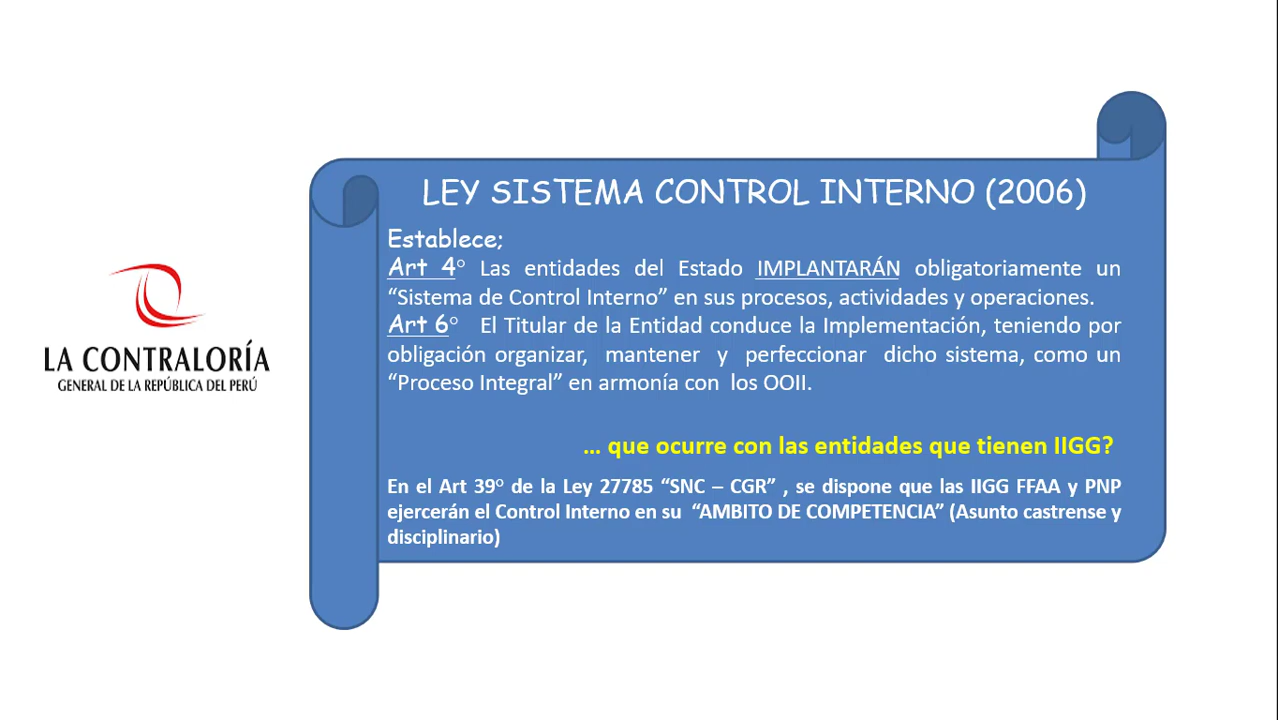 LEY SISTEMA CONTROL INTERNO (2006)
Establece;
Art 4° Las entidades del Estado IMPLANTARÁN obligatoriamente un
“Sistema de Control Interno” en sus procesos, actividades y operaciones.
Art 6° El Titular de la Entidad conduce la Implementación, teniendo por
obligación organizar, mantener y perfeccionar dicho sistema, como un
“Proceso Integral” en armonía con los OOII.
... que ocurre con las entidades que tienen IIGG?
En el Art 39° de la Ley 27785 “SNC – CGR” , se dispone que las IIGG FFAA y PNP
ejercerán el Control Interno en su “AMBITO DE COMPETENCIA” (Asunto castrense y
disciplinario)
LA CONTRALORÍA
GENERAL DE LA REPÚBLICA DEL PERÚ